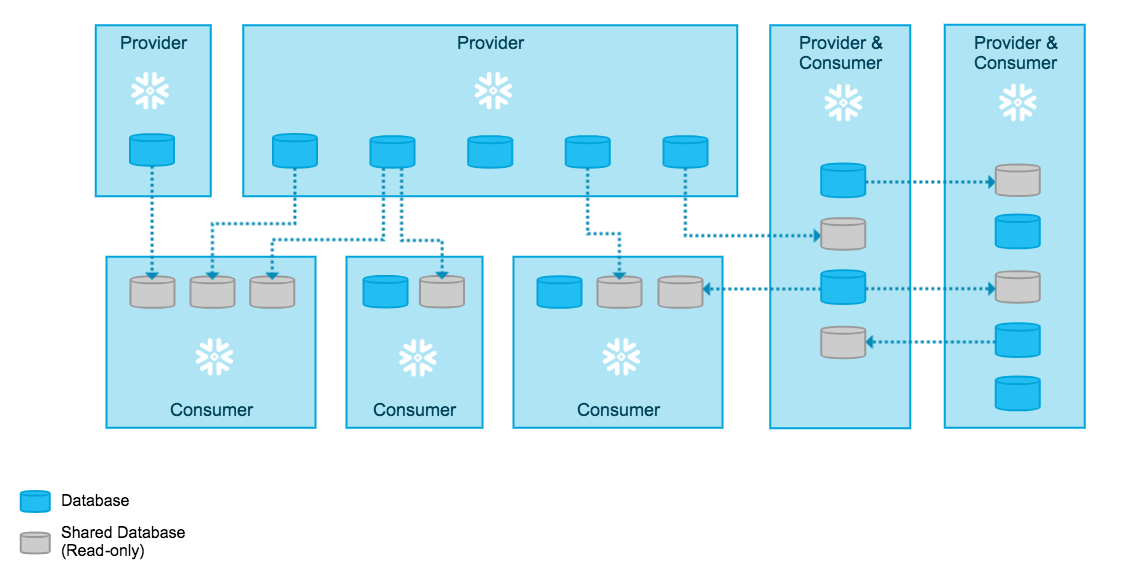 Provider
Provider
Provider &
Consumer
Provider &
Consumer
Consumer
Consumer
Consumer
Database
Shared Database
(Read-only)